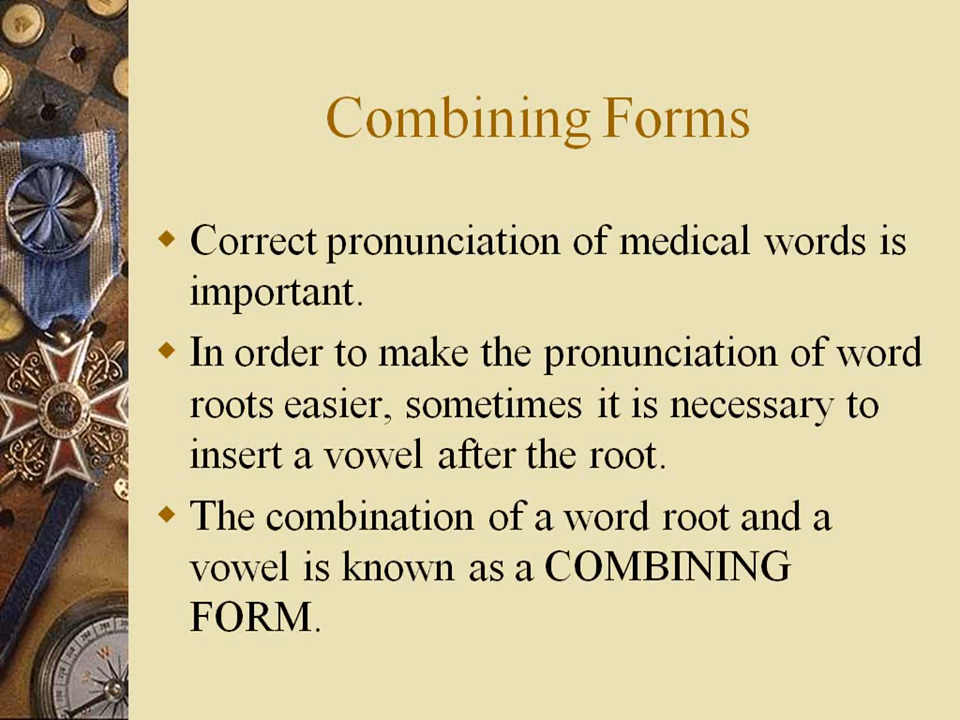 Combining Forms
Correct pronunciation of medical words is
important.
In order to make the pronunciation of word
roots easier, sometimes it is necessary to
insert a vowel after the root.
The combination of a word root and a
vowel is known as a COMBINING
FORM.
W